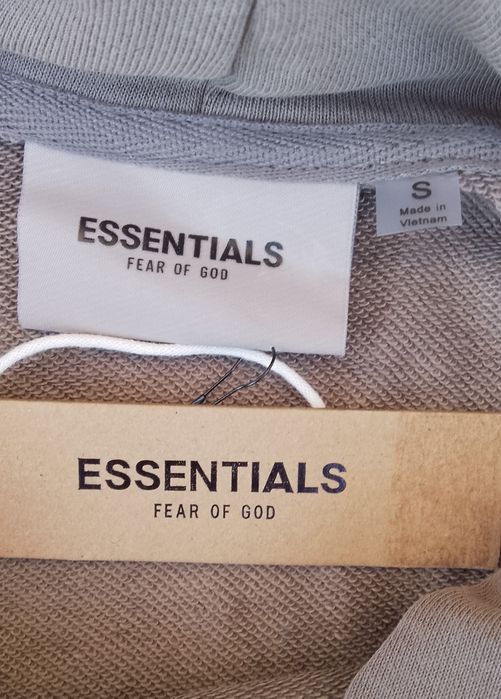 ESSENTIALS
FEAR OF GOD
S
Made in
Vietnam
ESSENTIALS
FEAR OF GOD